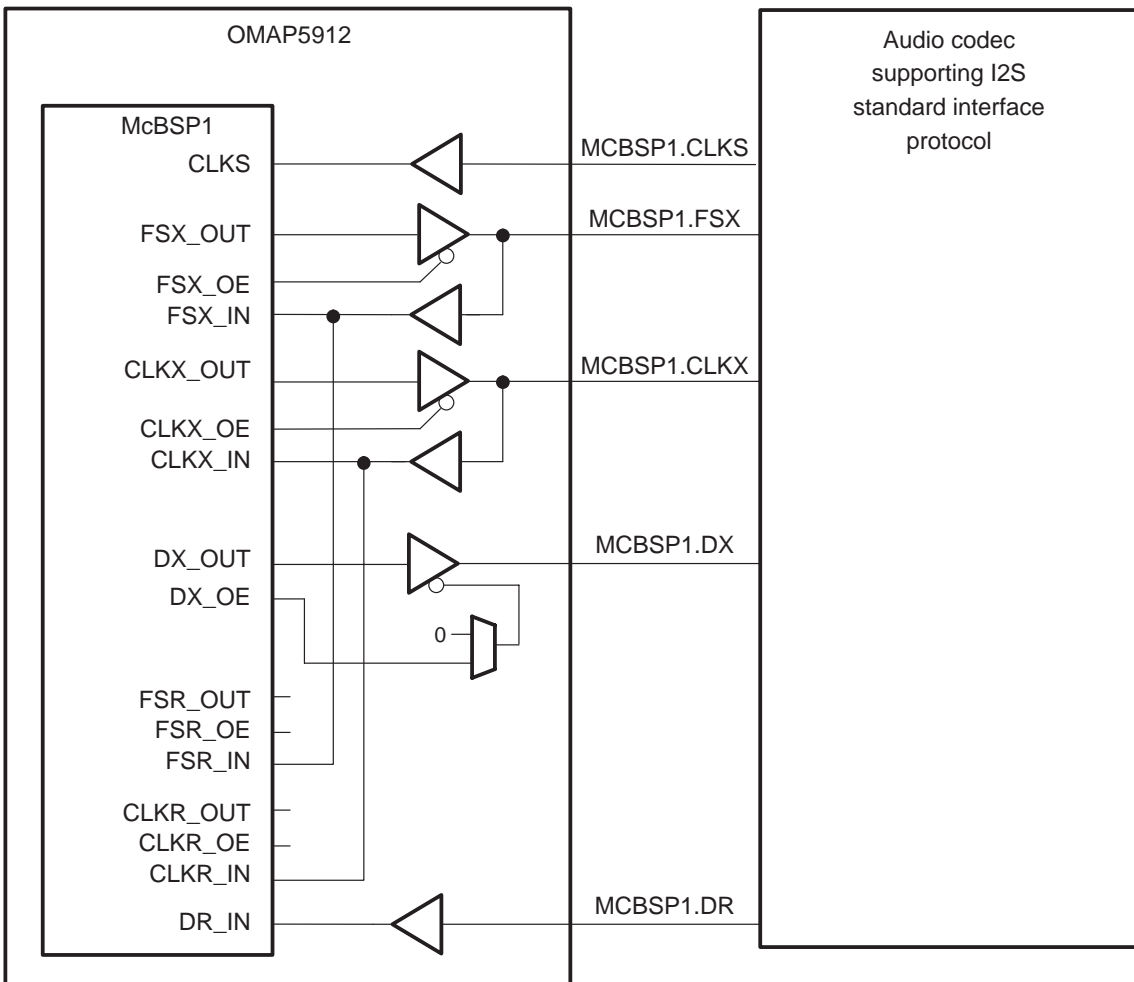 OMAP5912
Audio codec
supporting I2S
standard interface
protocol
McBSP1
CLKS
MCBSP1.CLKS
FSX_OUT
MCBSP1.FSX
FSX_OE
FSX_IN
CLKX_OUT
MCBSP1.CLKX
CLKX_OE
CLKX_IN
DX_OUT
MCBSP1.DX
DX_OE
0
FSR_OUT
FSR_OE
FSR_IN
CLKR_OUT
CLKR_OE
CLKR_IN
DR_IN
MCBSP1.DR